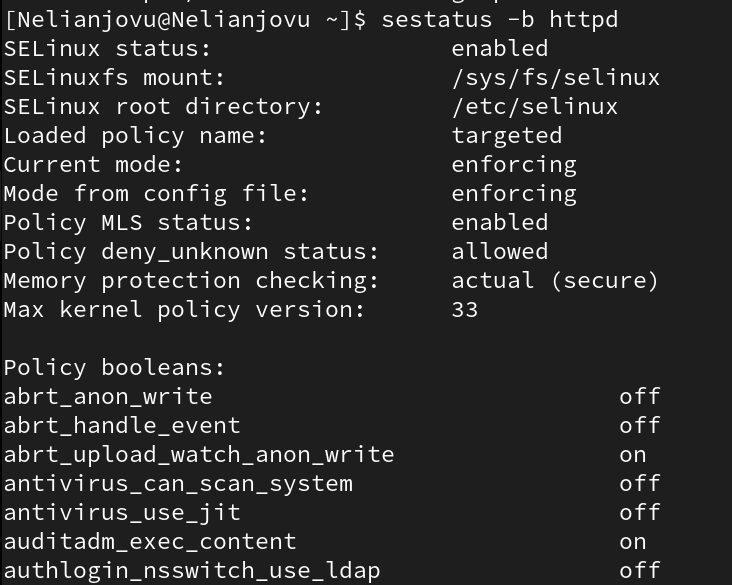 [Nelianjovu@Nelianjovu ~]$ sestatus -b httpd
SELinux status:                 enabled
SELinuxfs mount:                /sys/fs/selinux
SELinux root directory:         /etc/selinux
Loaded policy name:             targeted
Current mode:                   enforcing
Mode from config file:          enforcing
Policy MLS status:              enabled
Policy deny_unknown status:     allowed
Memory protection checking:     actual (secure)
Max kernel policy version:      33
Policy booleans:
abrt_anon_write                             off
abrt_handle_event                           off
abrt_upload_watch_anon_write                on
antivirus_can_scan_system                   off
antivirus_use_jit                           off
auditadm_exec_content                       on
authlogin_nsswitch_use_ldap                 off